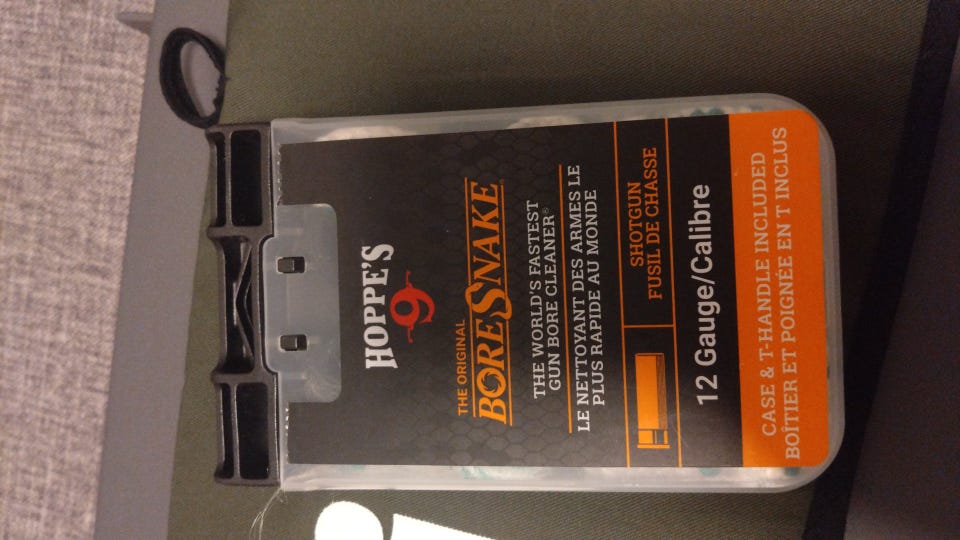 HOPPE'S
9
THE ORIGINAL
BORESNAKE®
THE WORLD'S FASTEST
GUN BORE CLEANER®
LE NETTOYANT DES ARMES LE
PLUS RAPIDE AU MONDE
SHOTGUN
FUSIL DE CHASSE
12 Gauge/Calibre
CASE & T-HANDLE INCLUDED
BOÎTIER ET POIGNÉE EN T INCLUS